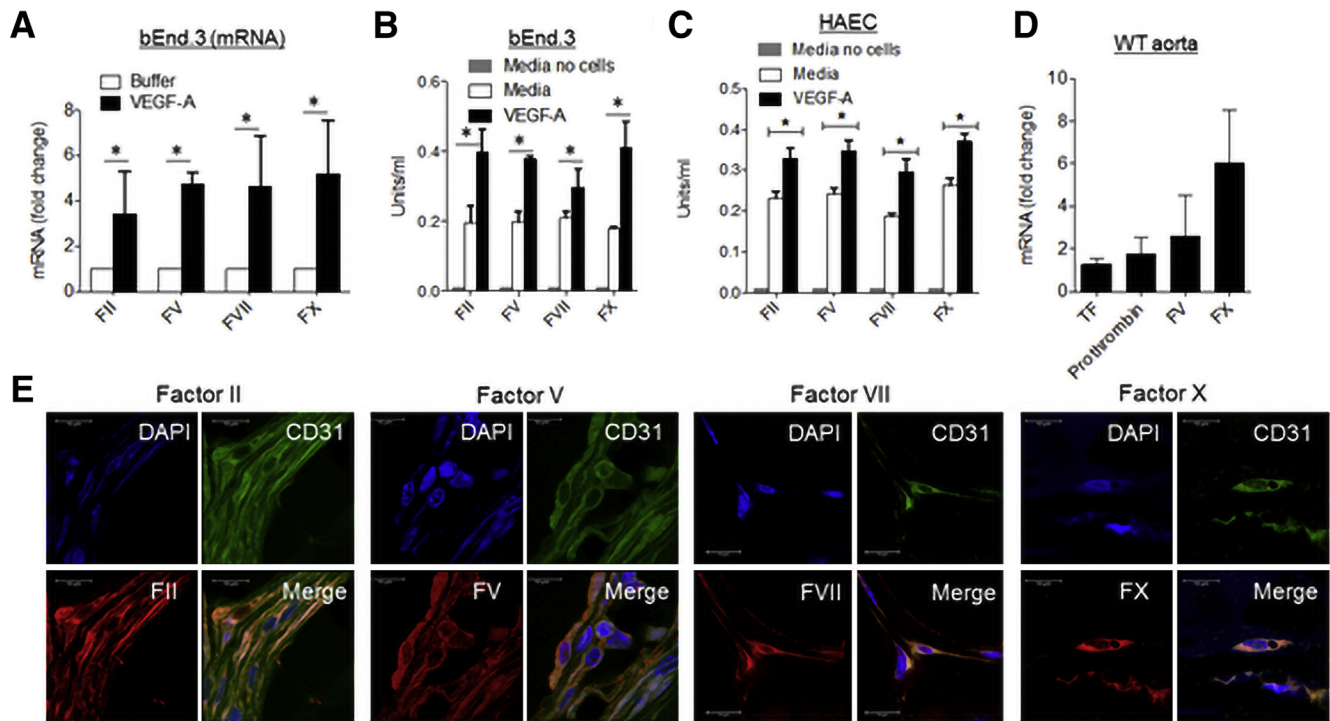 A
bEnd.3 (mRNA)
Buffer
VEGF-A
mRNA (fold change)
8
6
4
2
0
* * * *
FII FV FVII FX
B
bEnd.3
Media no cells
Media
VEGF-A
Units/ml
0.6
0.4
0.2
0.0
* * * *
FII FV FVII FX
C
HAEC
Media no cells
Media
VEGF-A
Units/ml
0.5
0.4
0.3
0.2
0.1
0.0
* * * *
FII FV FVII FX
D
WT aorta
mRNA (fold change)
10
8
6
4
2
0
TF Prothrombin FV FX
E
Factor II Factor V Factor VII Factor X
DAPI CD31 DAPI CD31 DAPI CD31 DAPI CD31
FII Merge FV Merge FVII Merge FX Merge